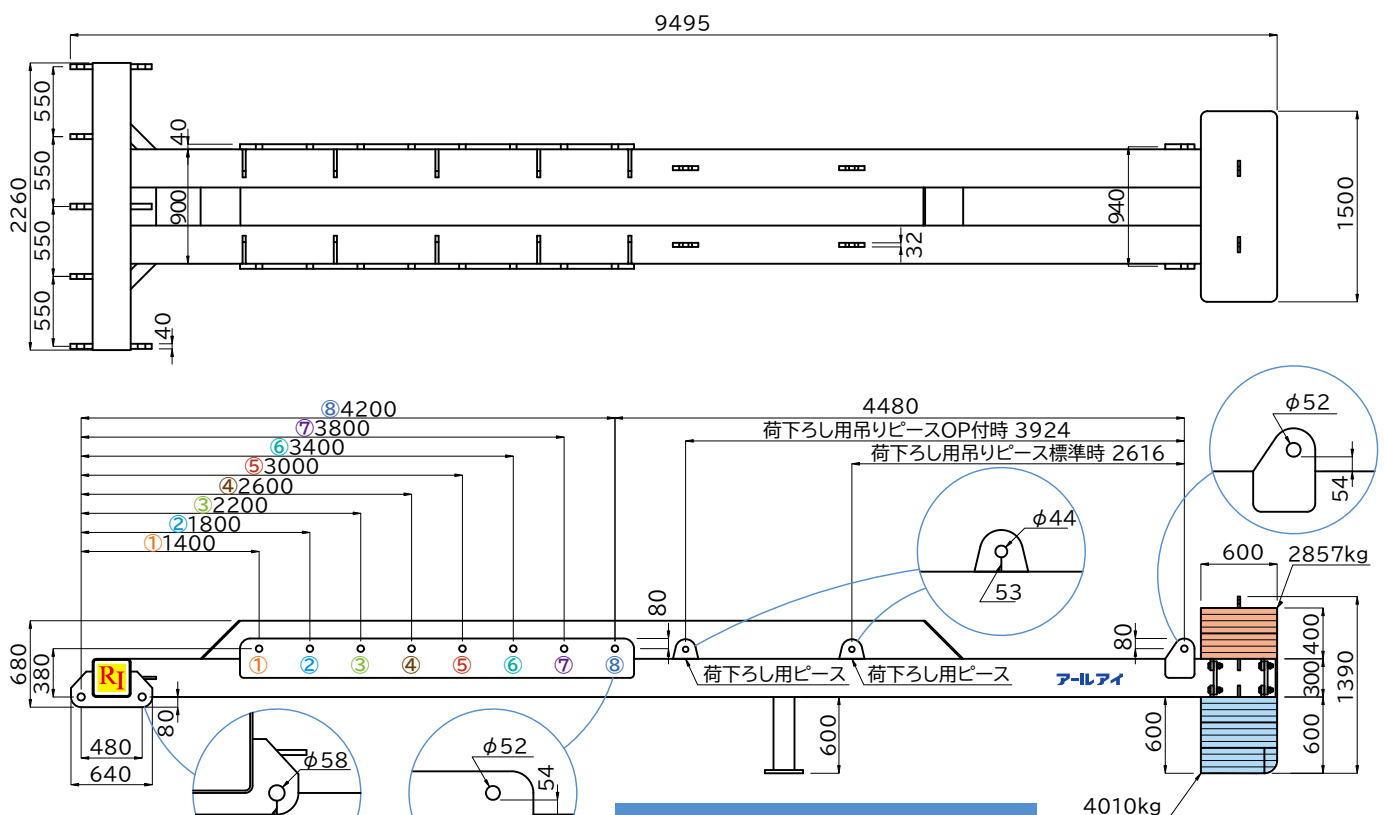 9495
550
550
550
550
2260
40
900
40
32
940
1500
⑧4200
⑦3800
⑥3400
⑤3000
④2600
③2200
②1800
①1400
4480
荷下ろし用吊りピースOP付時 3924
荷下ろし用吊りピース標準時 2616
φ52
54
φ44
53
600
2857kg
80
80
680
380
RI
① ② ③ ④ ⑤ ⑥ ⑦ ⑧
荷下ろし用ピース
荷下ろし用ピース
アールアイ
400
300
600
1390
80
480
640
φ58
φ52
54
600
600
4010kg